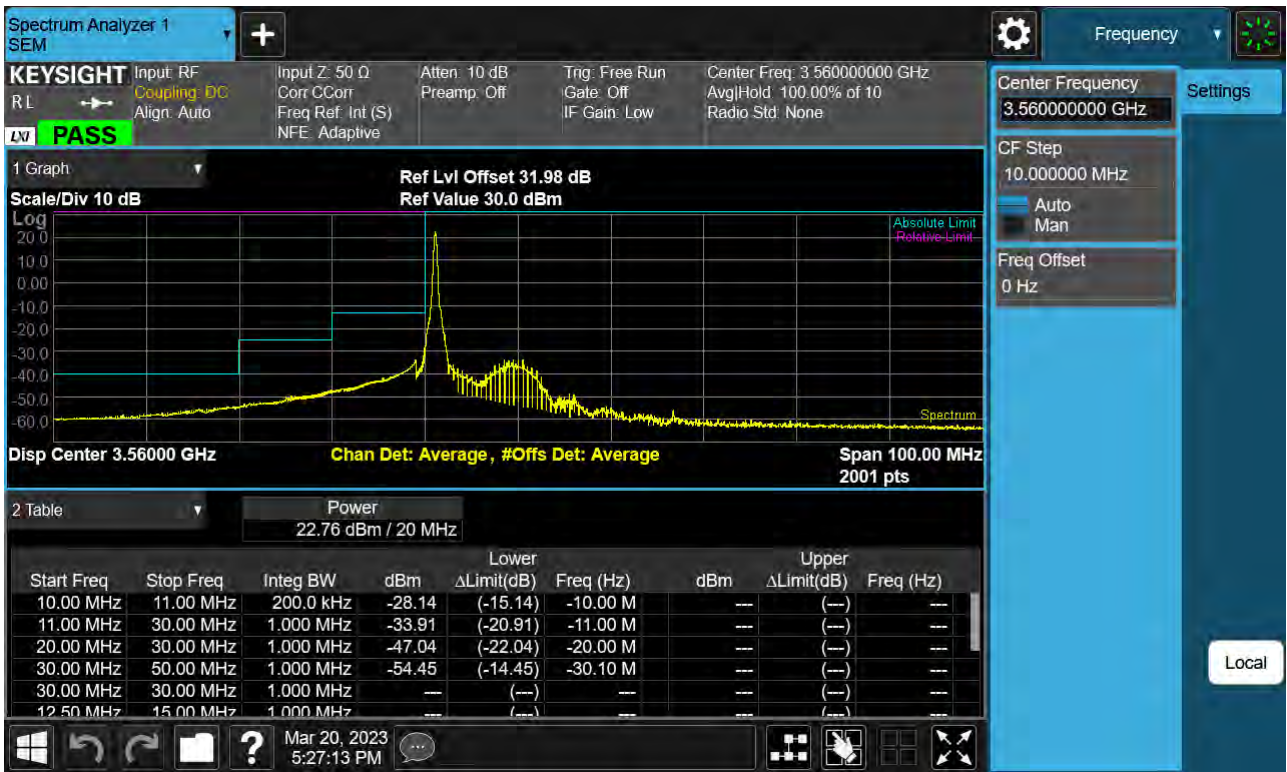 Spectrum Analyzer 1
SEM
Frequency
KEYSIGHT
R L
LXI
PASS
Input: RF
Coupling: DC
Align: Auto
Input Z: 50 Ω
Corr CCorr
Freq Ref: Int (S)
NFE: Adaptive
Atten: 10 dB
Preamp: Off
Trig: Free Run
Gate: Off
IF Gain: Low
Center Freq: 3.560000000 GHz
Avg|Hold: 100.00% of 10
Radio Std: None
Center Frequency
3.560000000 GHz
Settings
CF Step
10.000000 MHz
Auto
Man
Freq Offset
0 Hz
Local
1 Graph
Scale/Div 10 dB
Ref Lvl Offset 31.98 dB
Ref Value 30.0 dBm
Log
Absolute Limit
Relative Limit
20.0
10.0
0.00
-10.0
-20.0
-30.0
-40.0
-50.0
-60.0
Spectrum
Disp Center 3.56000 GHz
Chan Det: Average , #Offs Det: Average
Span 100.00 MHz
2001 pts
2 Table
Power
22.76 dBm / 20 MHz
Lower Upper
Start Freq Stop Freq Integ BW dBm ΔLimit(dB) Freq (Hz) dBm ΔLimit(dB) Freq (Hz)
10.00 MHz 11.00 MHz 200.0 kHz -28.14 (-15.14) -10.00 M --- (---) ---
11.00 MHz 30.00 MHz 1.000 MHz -33.91 (-20.91) -11.00 M --- (---) ---
20.00 MHz 30.00 MHz 1.000 MHz -47.04 (-22.04) -20.00 M --- (---) ---
30.00 MHz 50.00 MHz 1.000 MHz -54.45 (-14.45) -30.10 M --- (---) ---
30.00 MHz 30.00 MHz 1.000 MHz --- (---) --- --- (---) ---
12.50 MHz 15.00 MHz 1.000 MHz --- (---) --- --- (---) ---
Mar 20, 2023
5:27:13 PM